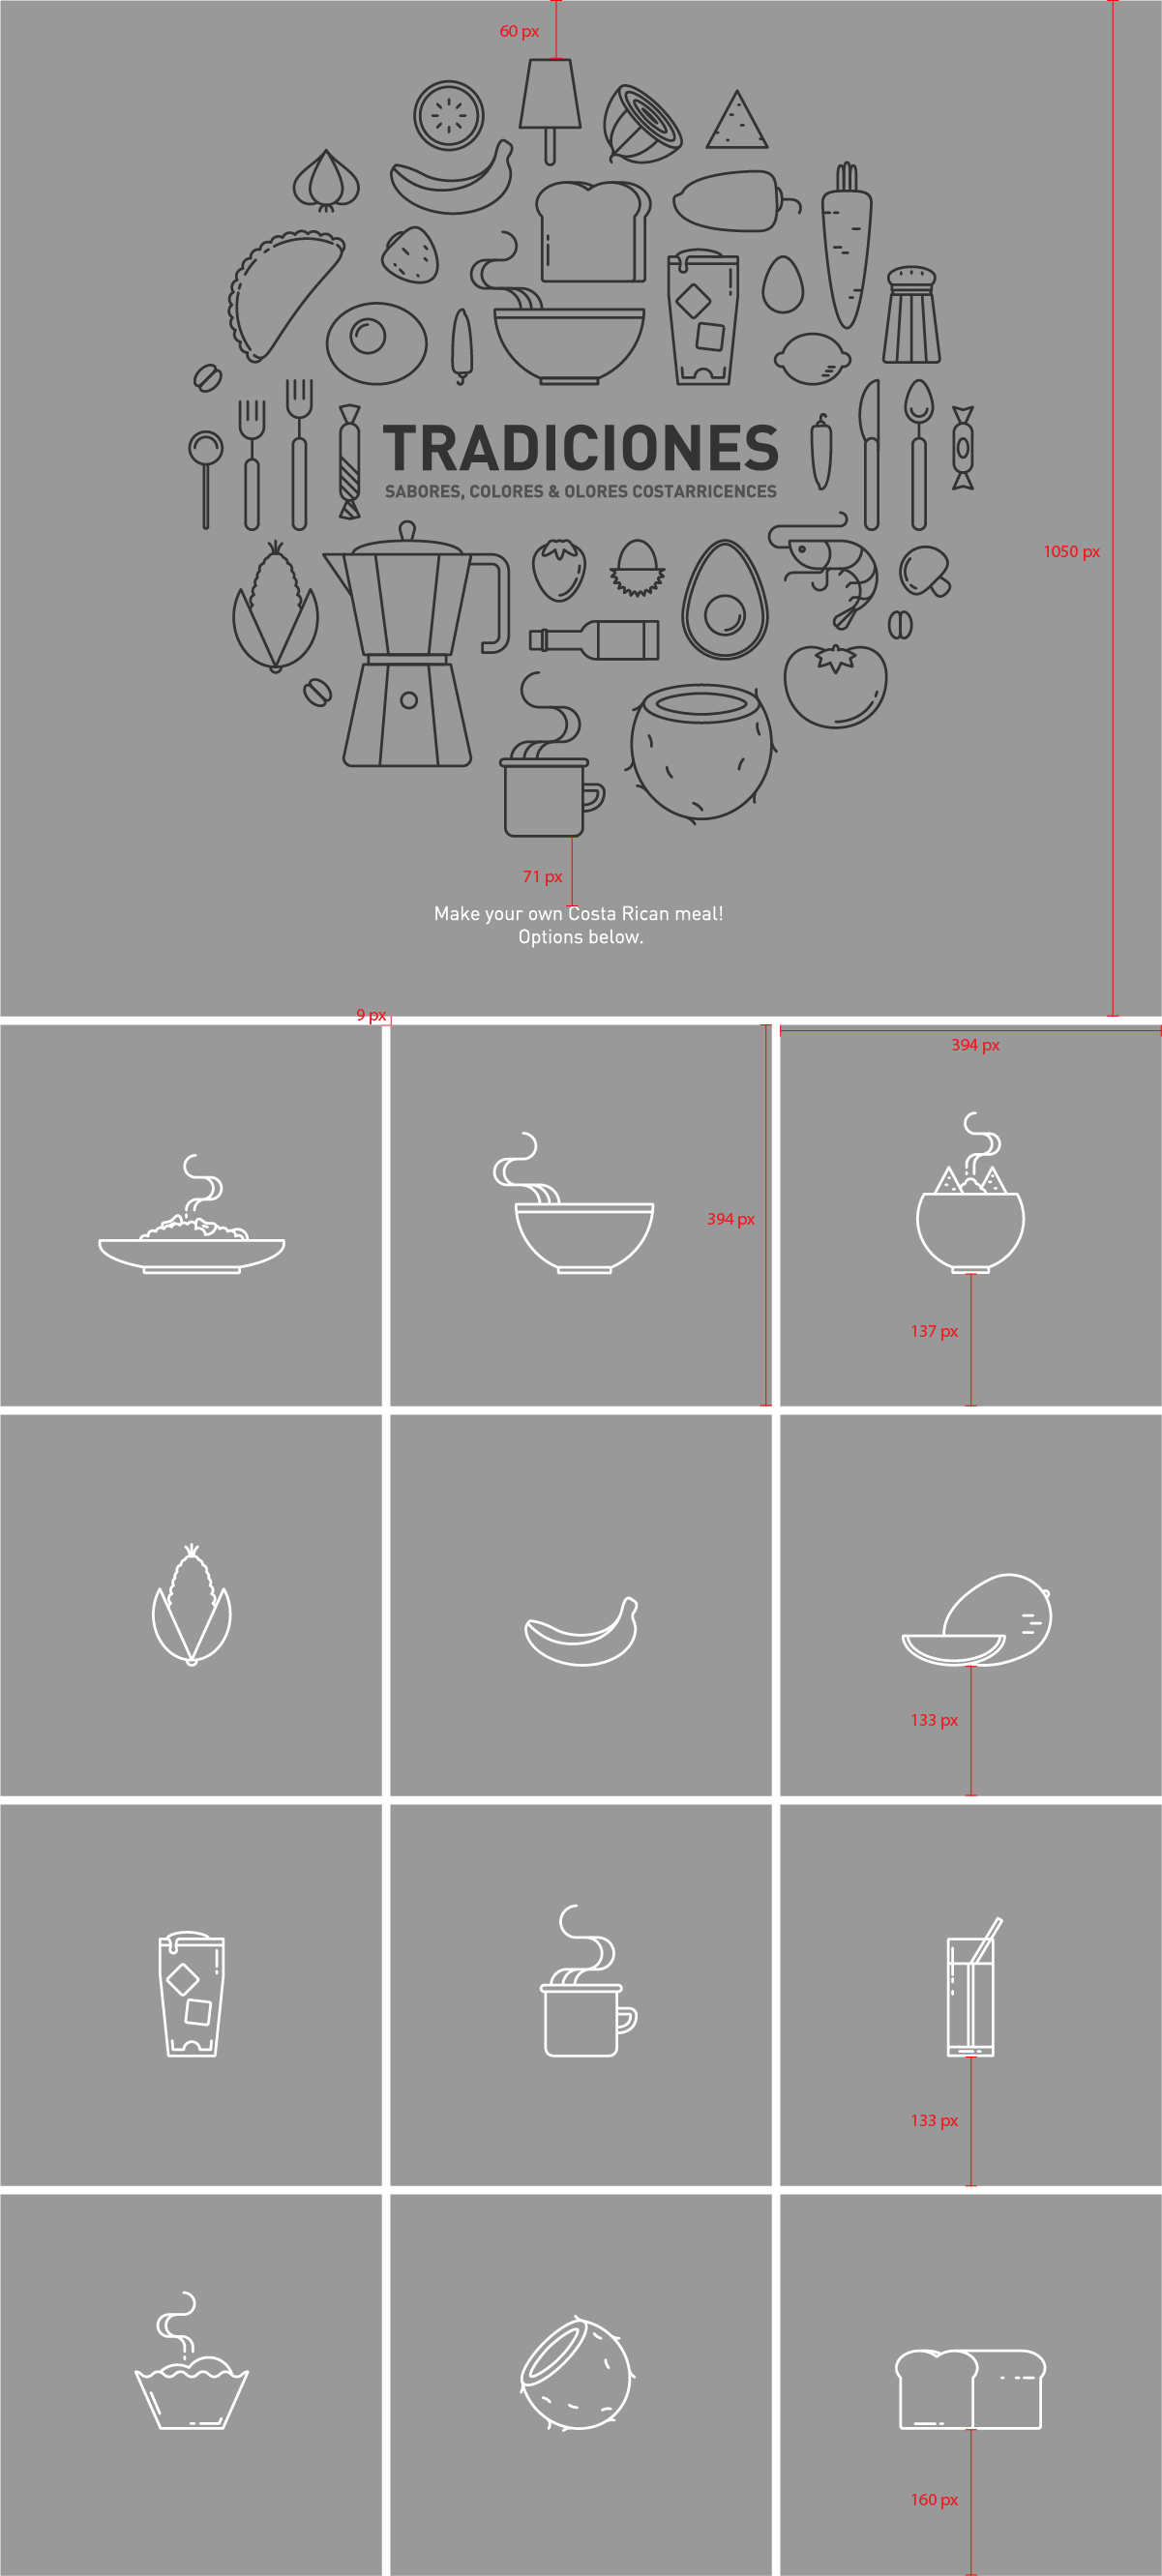 60 px
TRADICIONES
SABORES, COLORES & OLORES COSTARRICENCES
1050 px
71 px
Make your own Costa Rican meal!
Options below.
9 px
394 px
394 px
137 px
133 px
133 px
160 px